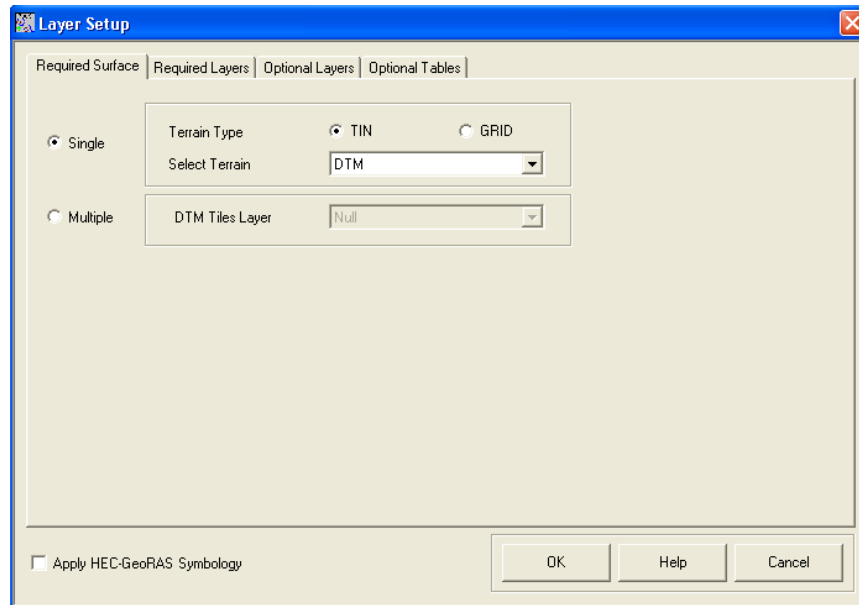 Layer Setup
Required Surface Required Layers Optional Layers Optional Tables
Single
Terrain Type TIN GRID
Select Terrain DTM
Multiple DTM Tiles Layer Null
Apply HEC-GeoRAS Symbology OK Help Cancel